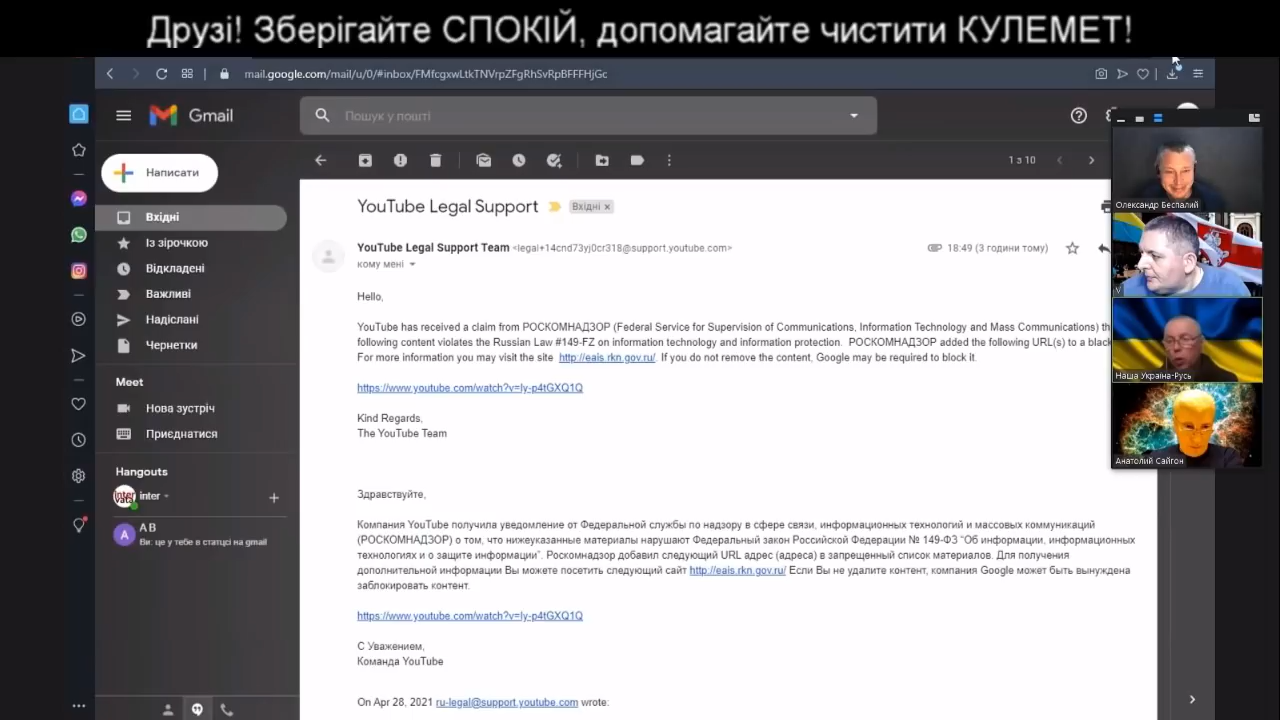 Друзі! Зберігайте СПОКІЙ, допомагайте чистити КУЛЕМЕТ!
mail.google.com/mail/u/0/#inbox/FMfcgxwLtkTNVrpZFgRhSvRpBFFFHjGc
Gmail
Пошук у пошті
Написати
1 з 10
Вхідні
Із зірочкою
Відкладені
Важливі
Надіслані
Чернетки
Meet
Нова зустріч
Приєднатися
Hangouts
inter
A B
Ви: це у тебе в статусі на gmail
YouTube Legal Support
Вхідні
YouTube Legal Support Team <legal+14cnd73yj0cr318@support.youtube.com>
18:49 (3 години тому)
кому мені
Hello,
YouTube has received a claim from РОСКОМНАДЗОР (Federal Service for Supervision of Communications, Information Technology and Mass Communications)
following content violates the Russian Law #149-FZ on information technology and information protection. РОСКОМНАДЗОР added the following URL(s) to a
For more information you may visit the site http://eais.rkn.gov.ru/. If you do not remove the content, Google may be required to block it.
https://www.youtube.com/watch?v=Iy-p4tGXQ1Q
Kind Regards,
The YouTube Team
Здравствуйте,
Компания YouTube получила уведомление от Федеральной службы по надзору в сфере связи, информационных технологий и массовых коммуникаций
(РОСКОМНАДЗОР) о том, что нижеуказанные материалы нарушают Федеральный закон Российской Федерации № 149-ФЗ "Об информации, информационных
технологиях и о защите информации". Роскомнадзор добавил следующий URL адрес (адреса) в запрещенный список материалов. Для получения
дополнительной информации Вы можете посетить следующий сайт http://eais.rkn.gov.ru/ Если Вы не удалите контент, компания Google может быть вынуждена
заблокировать контент.
https://www.youtube.com/watch?v=Iy-p4tGXQ1Q
С Уважением,
Команда YouTube
On Apr 28, 2021 ru-legal@support.youtube.com wrote:
Олександр Беспалий
V
Наша Україна-Русь
Анатолий Сайгон